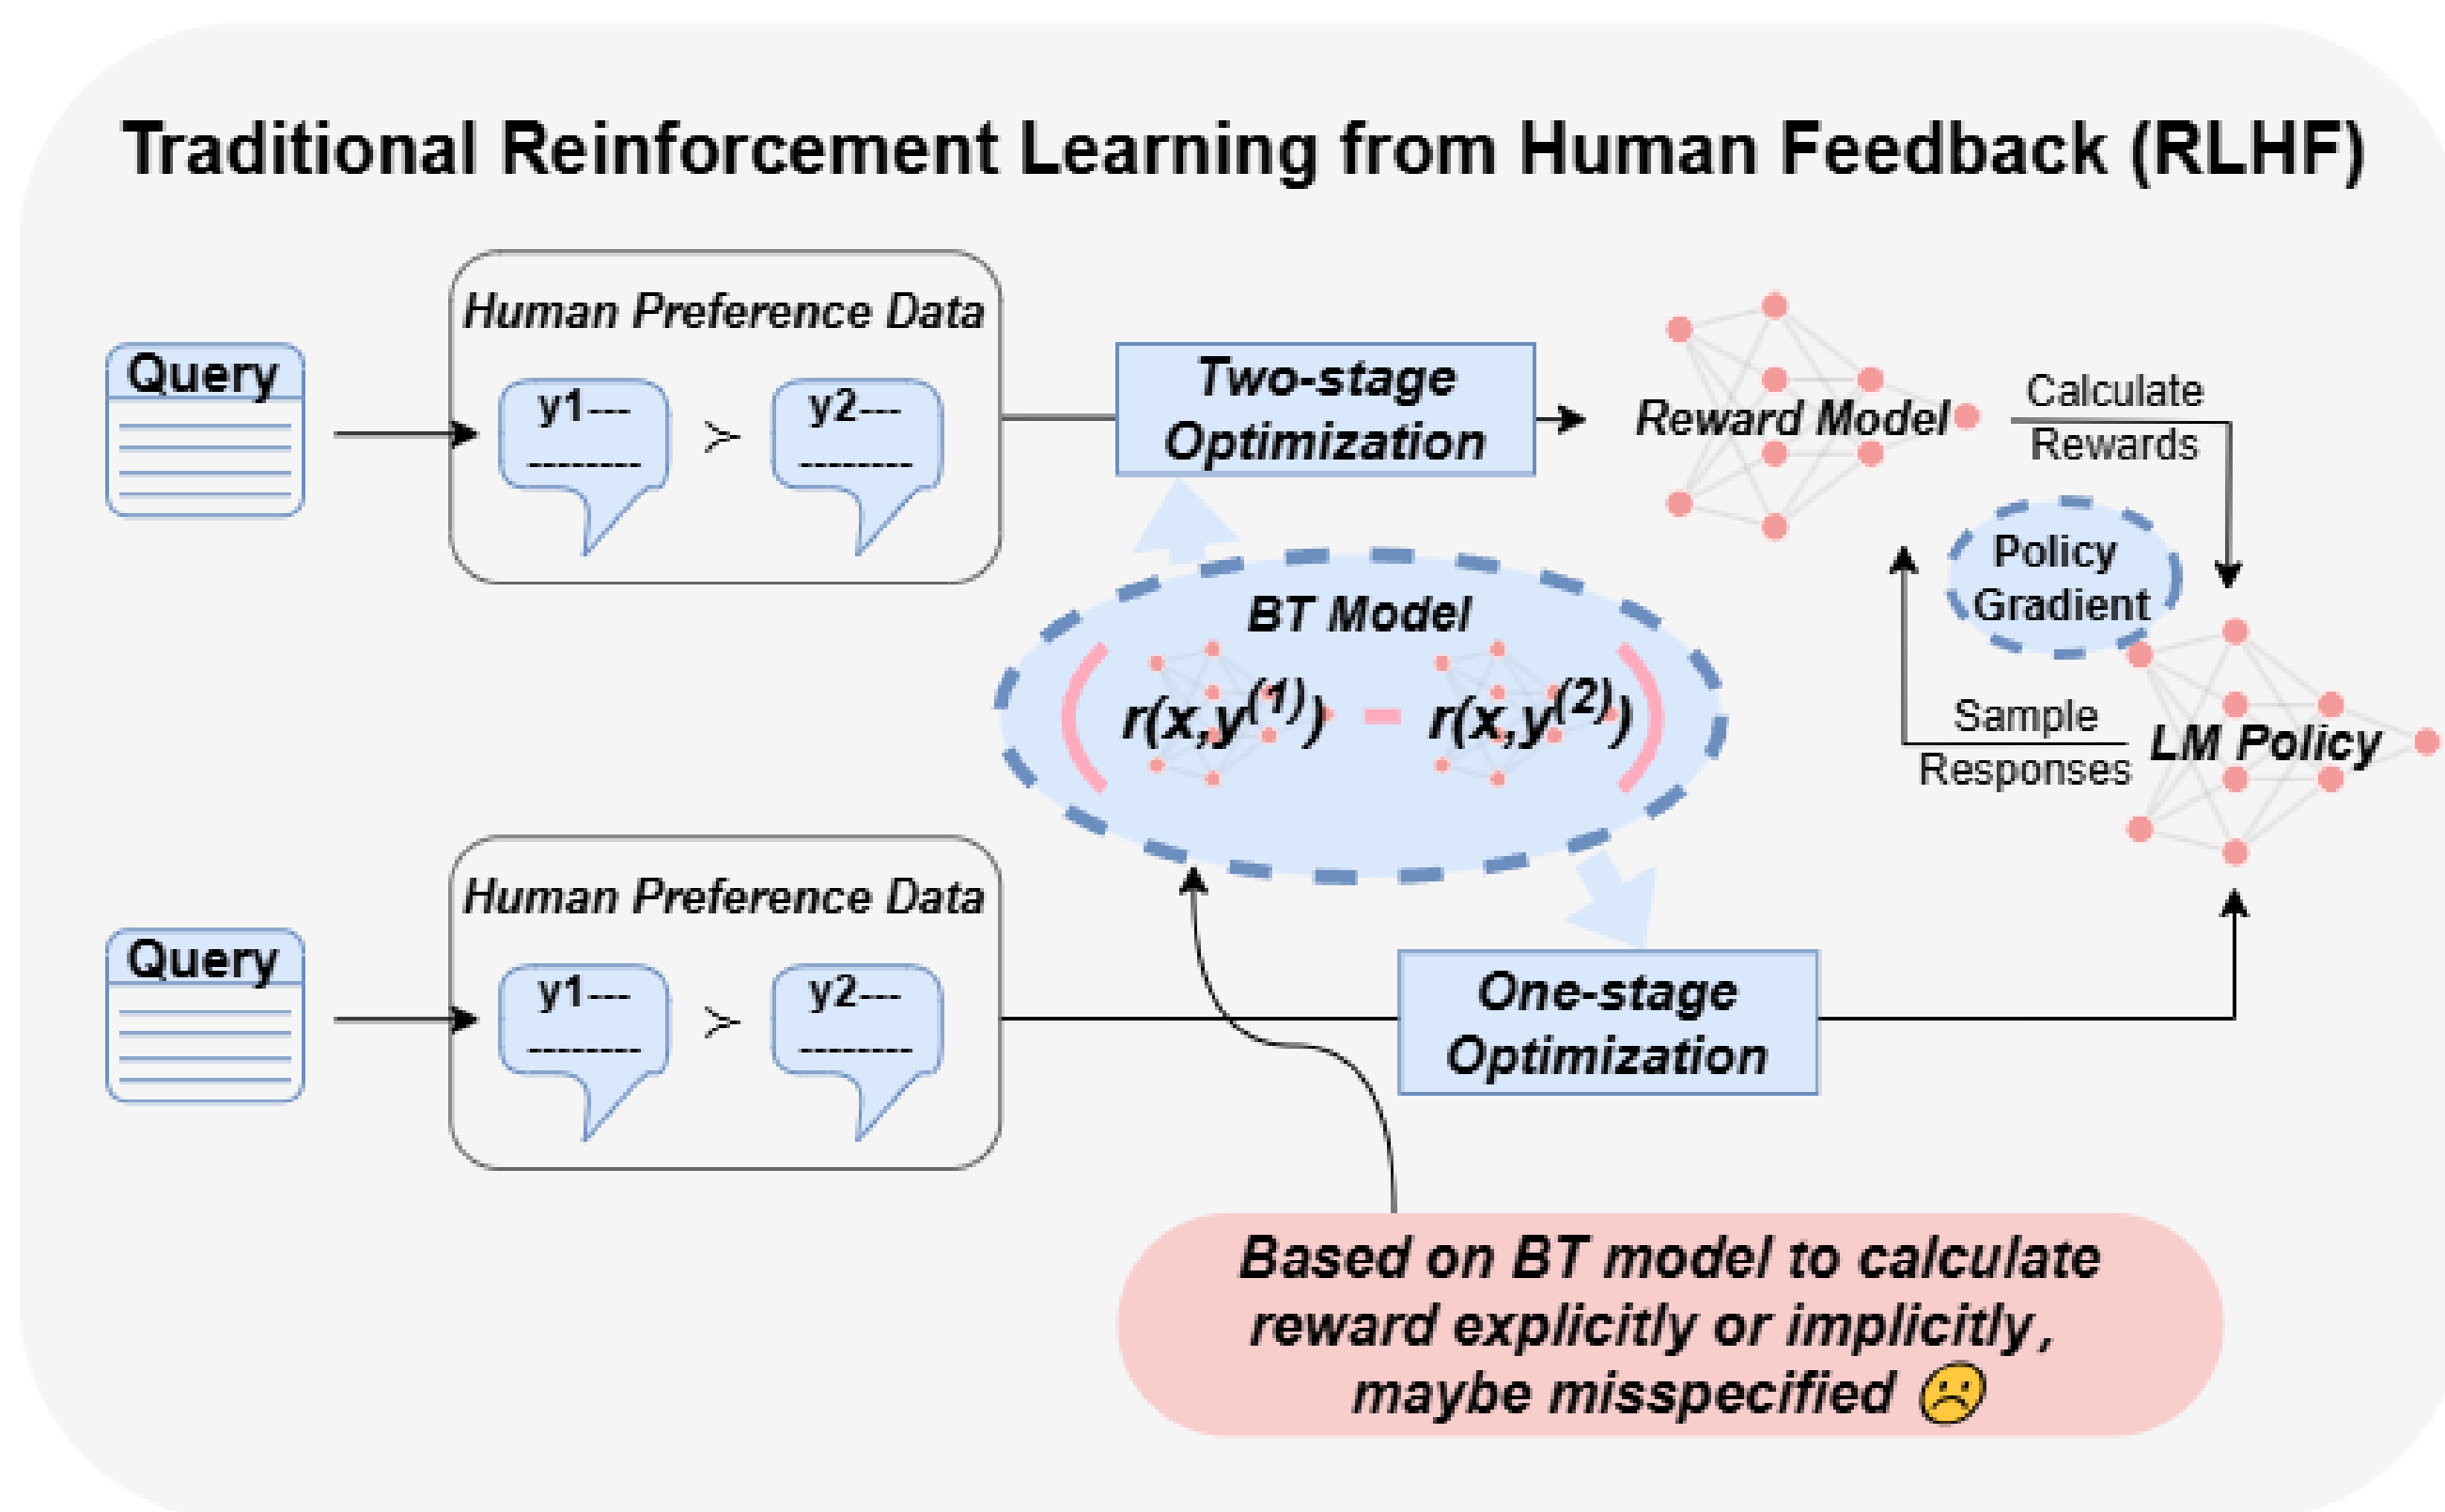 Traditional Reinforcement Learning from Human Feedback (RLHF)
Query
Human Preference Data
y1---
--------
>
y2---
--------
Two-stage
Optimization
Reward Model
Calculate
Rewards
Policy
Gradient
Sample
Responses
LM Policy
BT Model
(r(x,y(1)) - r(x,y(2)))
Query
Human Preference Data
y1---
--------
>
y2---
--------
One-stage
Optimization
Based on BT model to calculate
reward explicitly or implicitly,
maybe misspecified ☹